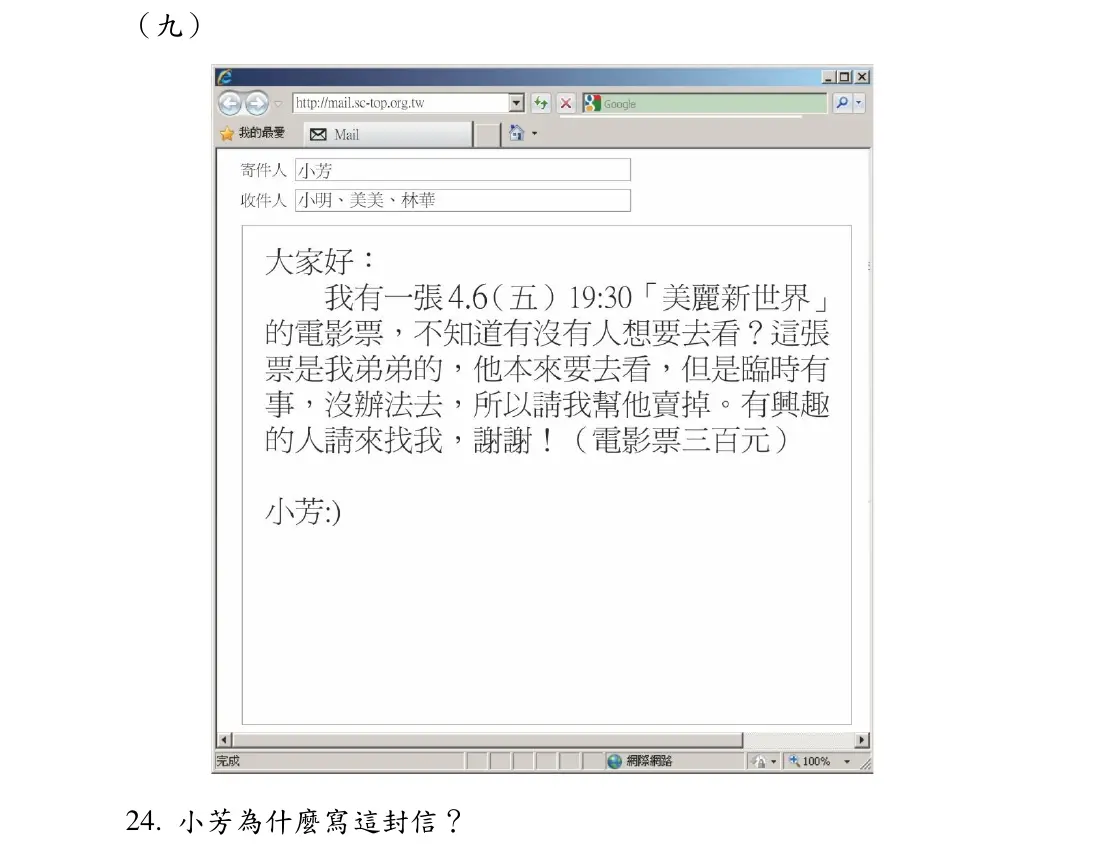 （九）
http://mail.sc-top.org.tw
Google
我的最愛
Mail
寄件人 小芳
收件人 小明、美美、林華
大家好：
我有一張4.6（五）19:30「美麗新世界」
的電影票，不知道有沒有人想要去看？這張
票是我弟弟的，他本來要去看，但是臨時有
事，沒辦法去，所以請我幫他賣掉。有興趣
的人請來找我，謝謝！（電影票三百元）
小芳:)
完成
網際網路
100%
24. 小芳為什麼寫這封信？